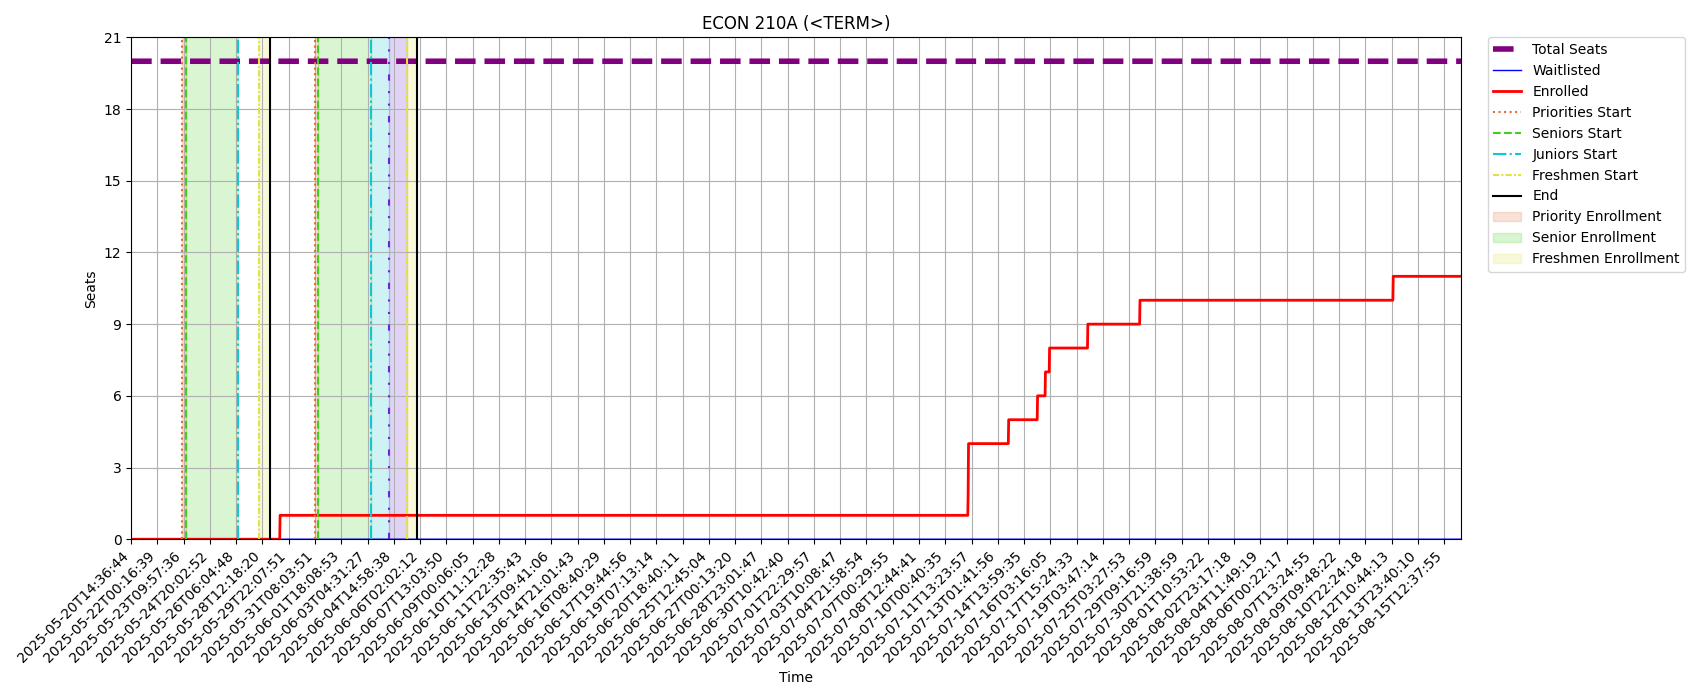 ECON 210A (<TERM>)
Total Seats
Waitlisted
Enrolled
Priorities Start
Seniors Start
Juniors Start
Freshmen Start
End
Priority Enrollment
Senior Enrollment
Freshmen Enrollment
Seats
21
18
15
12
9
6
3
0
2025-05-20T14:36:44
2025-05-22T00:16:39
2025-05-23T09:57:36
2025-05-24T20:02:52
2025-05-26T06:04:48
2025-05-28T12:18:20
2025-05-29T22:07:51
2025-05-31T08:03:51
2025-06-01T18:08:53
2025-06-03T04:31:27
2025-06-04T14:58:38
2025-06-06T02:02:12
2025-06-07T13:03:50
2025-06-09T01:06:05
2025-06-10T11:12:28
2025-06-11T22:35:43
2025-06-13T09:41:06
2025-06-14T21:01:43
2025-06-16T08:40:29
2025-06-17T19:44:56
2025-06-19T07:13:14
2025-06-20T18:40:11
2025-06-25T12:45:04
2025-06-27T00:13:20
2025-06-28T23:01:47
2025-06-30T10:42:40
2025-07-01T22:29:57
2025-07-03T10:08:47
2025-07-04T21:58:54
2025-07-07T00:29:55
2025-07-08T12:44:41
2025-07-10T00:40:35
2025-07-11T13:23:57
2025-07-13T01:41:56
2025-07-14T13:59:35
2025-07-16T03:16:05
2025-07-17T15:24:33
2025-07-19T03:47:14
2025-07-25T03:27:53
2025-07-29T09:16:59
2025-07-30T21:38:59
2025-08-01T10:53:22
2025-08-02T23:17:18
2025-08-04T11:49:19
2025-08-06T00:22:17
2025-08-07T13:24:55
2025-08-09T09:48:22
2025-08-10T22:24:18
2025-08-12T10:44:13
2025-08-13T23:40:10
2025-08-15T12:37:55
Time